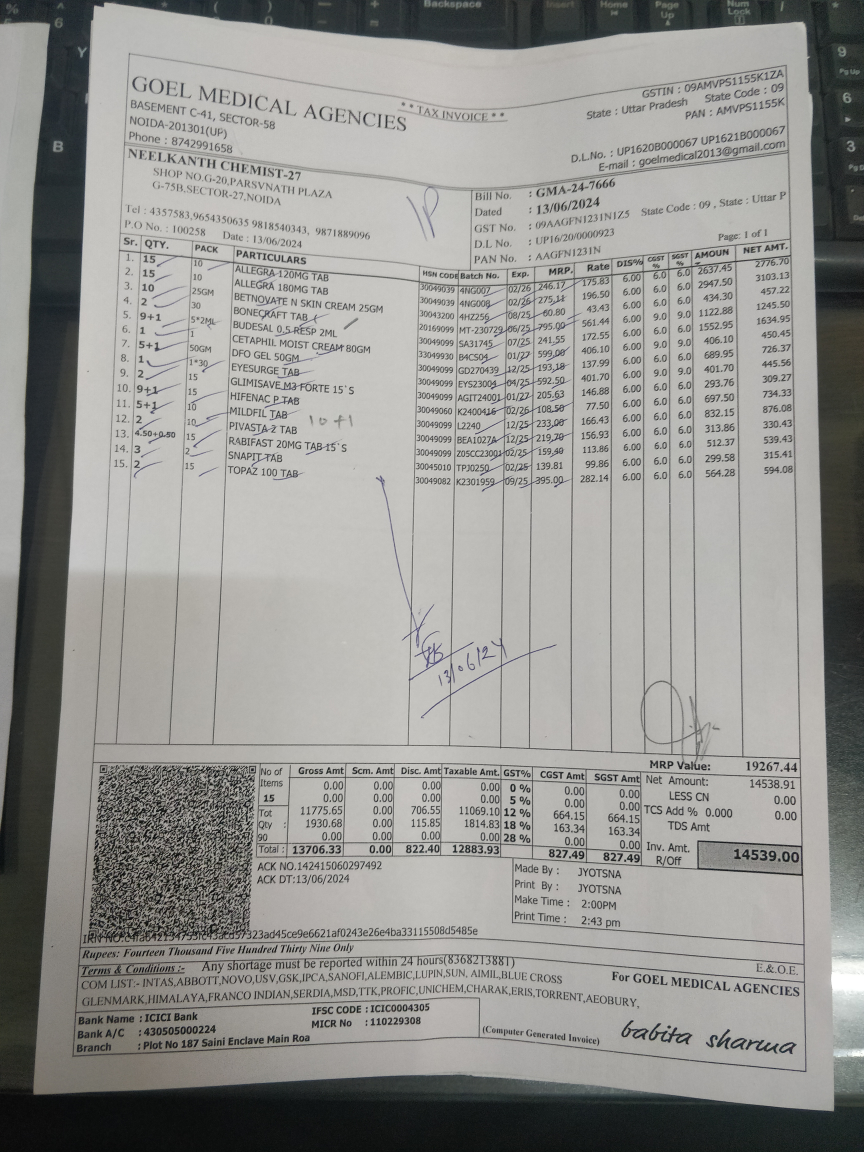 * * TAX INVOICE * *
GOEL MEDICAL AGENCIES
BASEMENT C-41, SECTOR-58
NOIDA-201301(UP)
Phone : 8742991658
GSTIN : 09AMVPS1155K1ZA
State : Uttar Pradesh State Code : 09
PAN : AMVPS1155K
D.L.No. : UP1620B000067 UP1621B000067
E-mail : goelmedical2013@gmail.com
NEELKANTH CHEMIST-27
SHOP NO.G-20,PARSVNATH PLAZA
G-75B,SECTOR-27,NOIDA
Tel : 4357583,9654350635 9818540343, 9871889096
P.O No. : 100258 Date : 13/06/2024
Bill No. : GMA-24-7666
Dated : 13/06/2024
GST No. : 09AAGFN1231N1Z5 State Code : 09 , State : Uttar P
D.L No. : UP16/20/0000923
PAN No. : AAGFN1231N Page: 1 of 1
Sr. QTY. PACK PARTICULARS HSN CODE Batch No. Exp. MRP. Rate DIS% CGST % SGST % AMOUN T NET AMT.
1. 15 10 ALLEGRA 120MG TAB 30049039 4NG007 02/26 246.17 175.83 6.00 6.0 6.0 2637.45 2776.70
2. 15 10 ALLEGRA 180MG TAB 30049039 4NG008 02/26 275.11 196.50 6.00 6.0 6.0 2947.50 3103.13
3. 10 25GM BETNOVATE N SKIN CREAM 25GM 30043200 4HZ256 08/25 60.80 43.43 6.00 6.0 6.0 434.30 457.22
4. 2 30 BONECRAFT TAB 20169099 MT-230729 06/25 795.00 561.44 6.00 9.0 9.0 1122.88 1245.50
5. 9+1 5*2ML BUDESAL 0.5 RESP 2ML 30049099 SA31745 07/25 241.55 172.55 6.00 6.0 6.0 1552.95 1634.95
6. 1 1 CETAPHIL MOIST CREAM 80GM 33049930 B4CS04 01/27 599.00 406.10 6.00 9.0 9.0 406.10 450.45
7. 5+1 50GM DFO GEL 50GM 30049099 GD270439 12/25 193.18 137.99 6.00 6.0 6.0 689.95 726.37
8. 1 1*30 EYESURGE TAB 30049099 EYS23004 04/25 592.50 401.70 6.00 9.0 9.0 401.70 445.56
9. 2 15 GLIMISAVE M3 FORTE 15`S 30049099 AGIT24001 01/27 205.63 146.88 6.00 6.0 6.0 293.76 309.27
10. 9+1 15 HIFENAC P TAB 30049060 K2400416 02/26 108.50 77.50 6.00 6.0 6.0 697.50 734.33
11. 5+1 10 MILDFIL TAB 10+1 30049099 L2240 12/25 233.00 166.43 6.00 6.0 6.0 832.15 876.08
12. 2 10 PIVASTA 2 TAB 30049099 BEA1027A 12/25 219.70 156.93 6.00 6.0 6.0 313.86 330.43
13. 4.50+0.50 15 RABIFAST 20MG TAB 15`S 30049099 Z05CC23001 02/25 159.40 113.86 6.00 6.0 6.0 512.37 539.43
14. 3 2 SNAPIT TAB 30045010 TPJ0250 02/25 139.81 99.86 6.00 6.0 6.0 299.58 315.41
15. 2 15 TOPAZ 100 TAB 30049082 K2301959 09/25 395.00 282.14 6.00 6.0 6.0 564.28 594.08
13/06/24
No of Items 15
Tot Qty : 90
Gross Amt Scm. Amt Disc. Amt Taxable Amt. GST% CGST Amt SGST Amt
0.00 0.00 0.00 0.00 0 % 0.00 0.00
0.00 0.00 0.00 0.00 5 % 0.00 0.00
11775.65 0.00 706.55 11069.10 12 % 664.15 664.15
1930.68 0.00 115.85 1814.83 18 % 163.34 163.34
0.00 0.00 0.00 0.00 28 % 0.00 0.00
Total : 13706.33 0.00 822.40 12883.93 827.49 827.49
MRP Value: 19267.44
Net Amount: 14538.91
LESS CN 0.00
TCS Add % 0.000 0.00
TDS Amt
Inv. Amt. R/Off 14539.00
ACK NO.142415060297492
ACK DT:13/06/2024
Made By : JYOTSNA
Print By : JYOTSNA
Make Time : 2:00PM
Print Time : 2:43 pm
Rupees: Fourteen Thousand Five Hundred Thirty Nine Only
E.&.O.E.
Terms & Conditions :- Any shortage must be reported within 24 hours(8368213881)
COM LIST:- INTAS,ABBOTT,NOVO,USV,GSK,IPCA,SANOFI,ALEMBIC,LUPIN,SUN, AIMIL,BLUE CROSS
GLENMARK,HIMALAYA,FRANCO INDIAN,SERDIA,MSD,TTK,PROFIC,UNICHEM,CHARAK,ERIS,TORRENT,AEOBURY,
For GOEL MEDICAL AGENCIES
Bank Name : ICICI Bank IFSC CODE : ICIC0004305
Bank A/C : 430505000224 MICR No : 110229308
Branch : Plot No 187 Saini Enclave Main Roa
(Computer Generated Invoice)
babita sharma